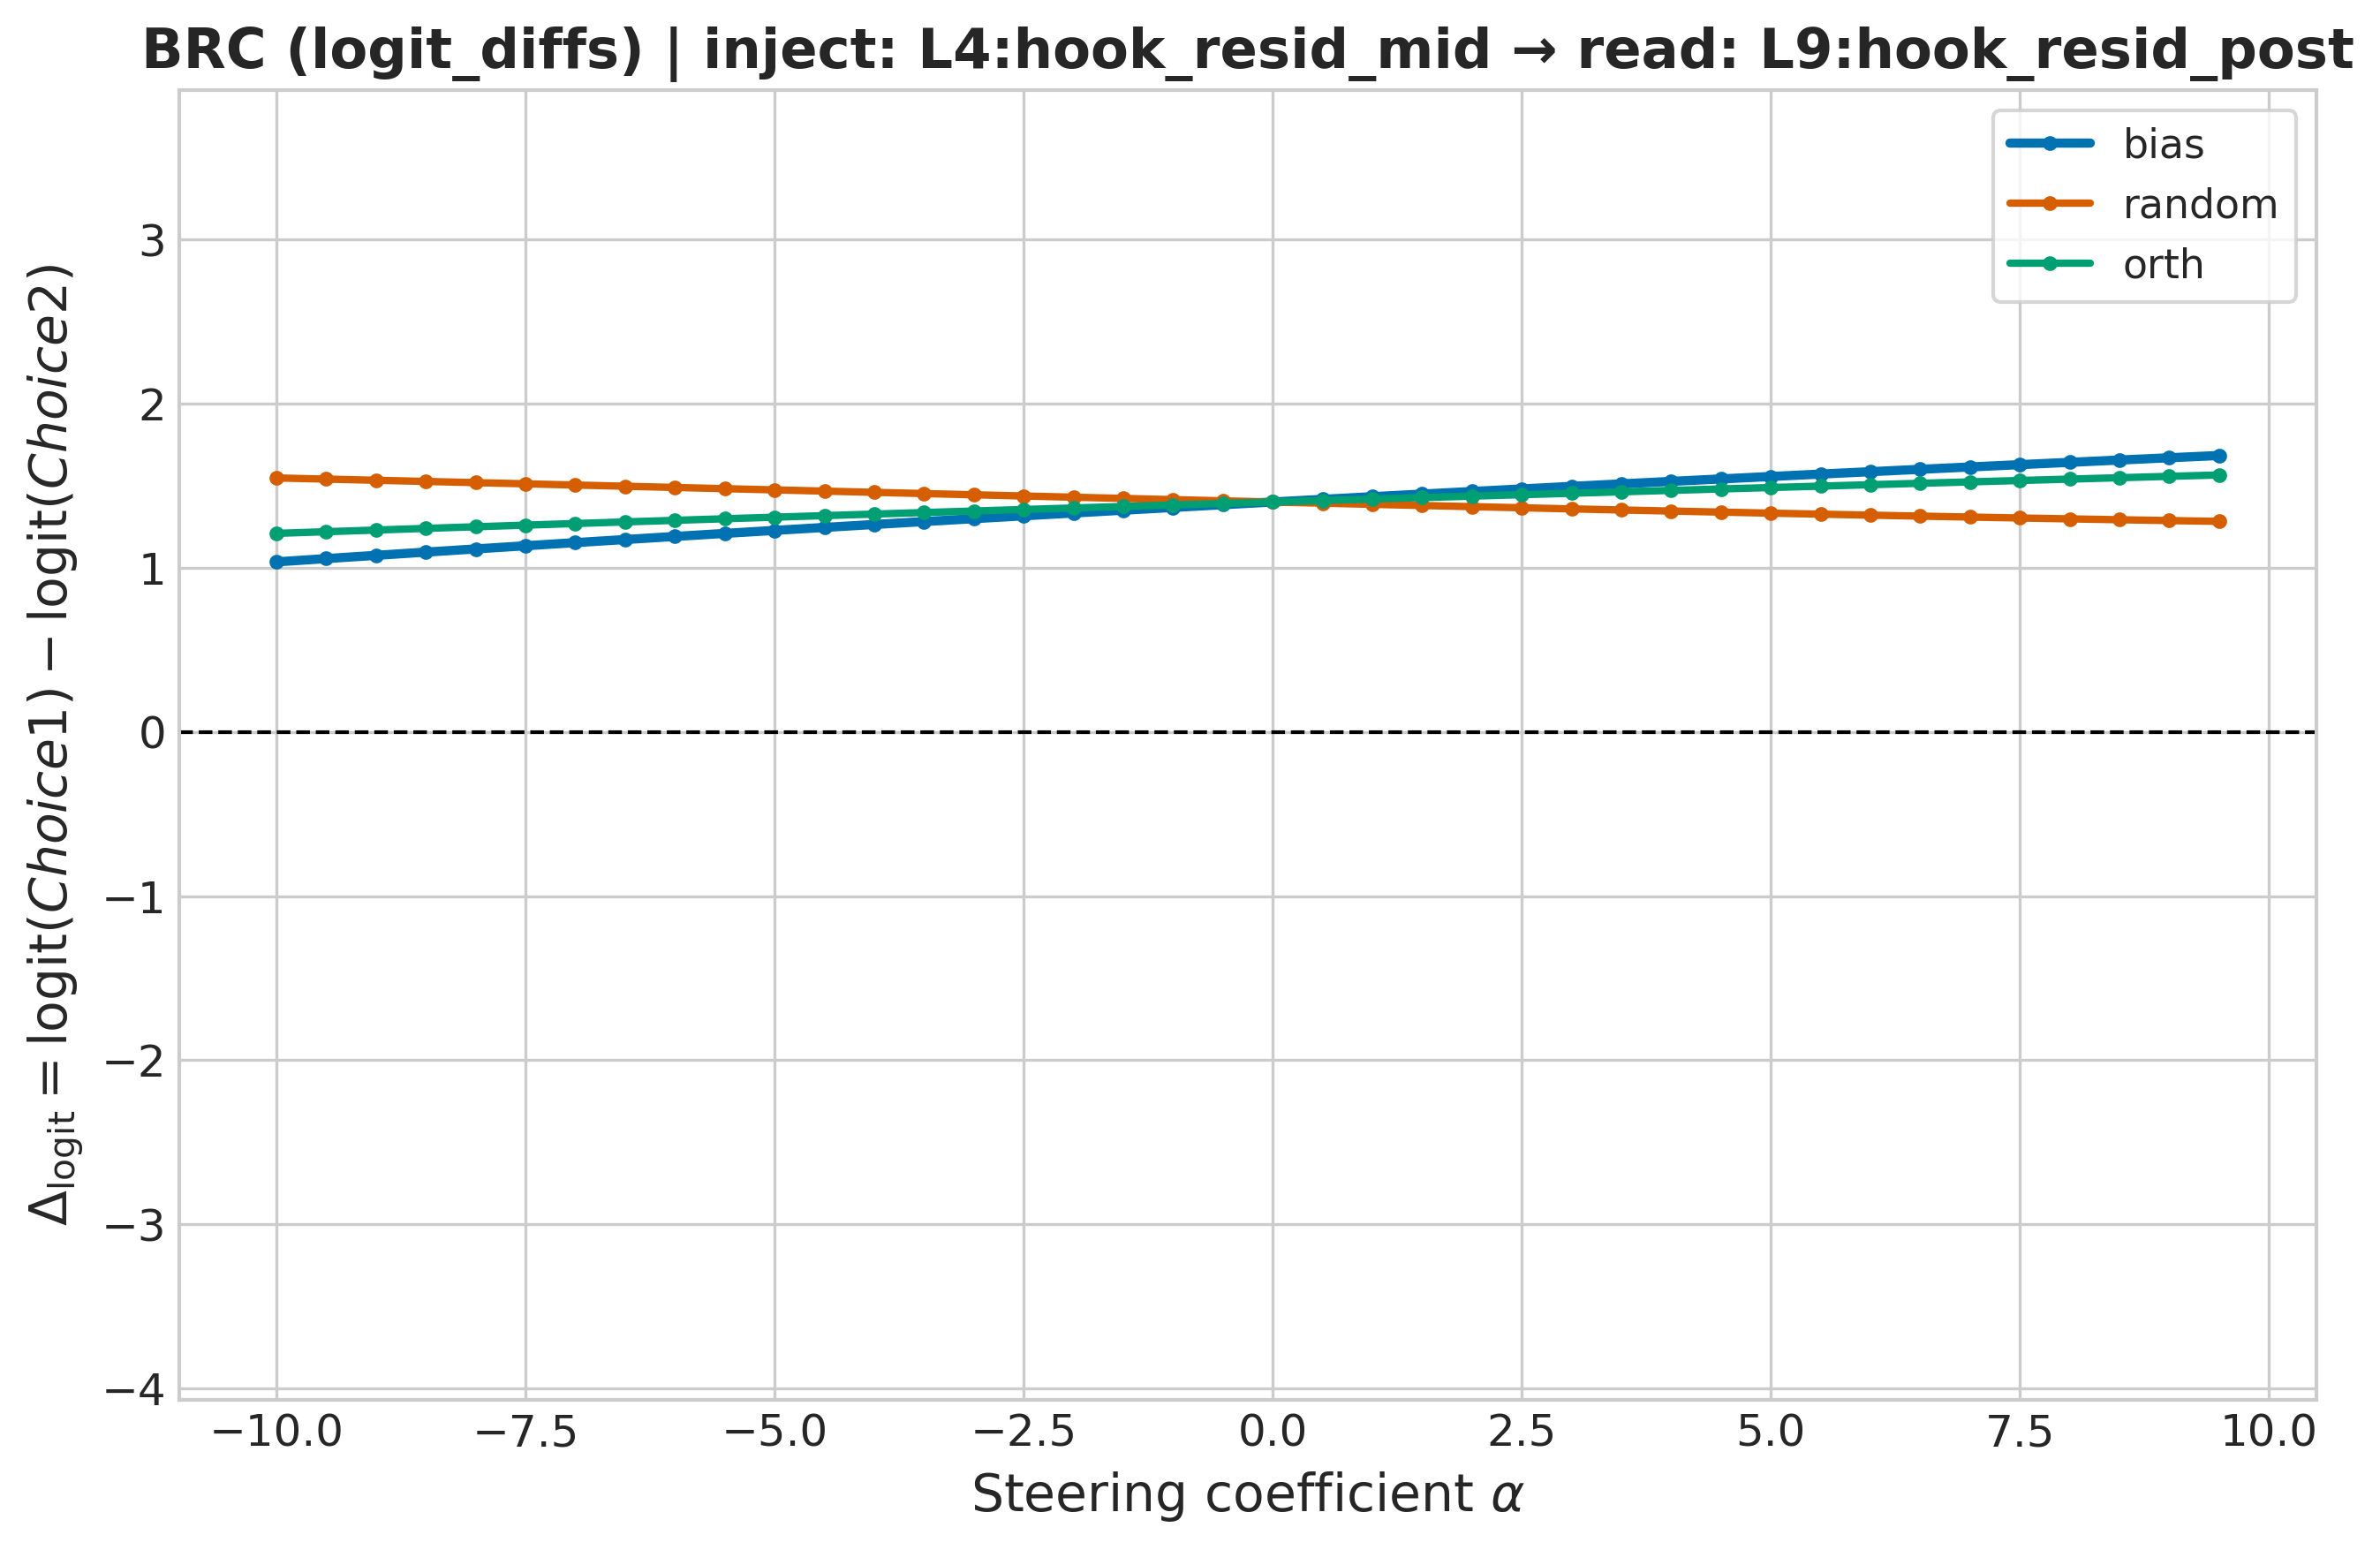 BRC (logit_diffs) | inject: L4:hook_resid_mid → read: L9:hook_resid_post
Δlogit = logit(Choice1) − logit(Choice2)
3
2
1
0
−1
−2
−3
−4
bias
random
orth
−10.0 −7.5 −5.0 −2.5 0.0 2.5 5.0 7.5 10.0
Steering coefficient α